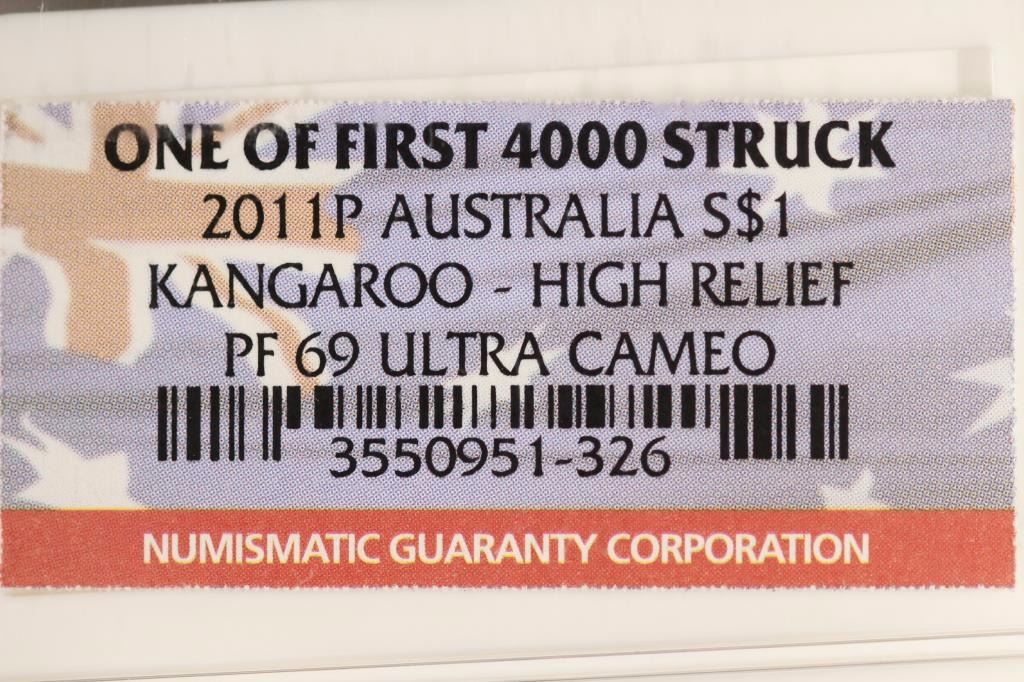 ONE OF FIRST 4000 STRUCK
2011P AUSTRALIA S$1
KANGAROO - HIGH RELIEF
PF 69 ULTRA CAMEO
3550951-326
NUMISMATIC GUARANTY CORPORATION